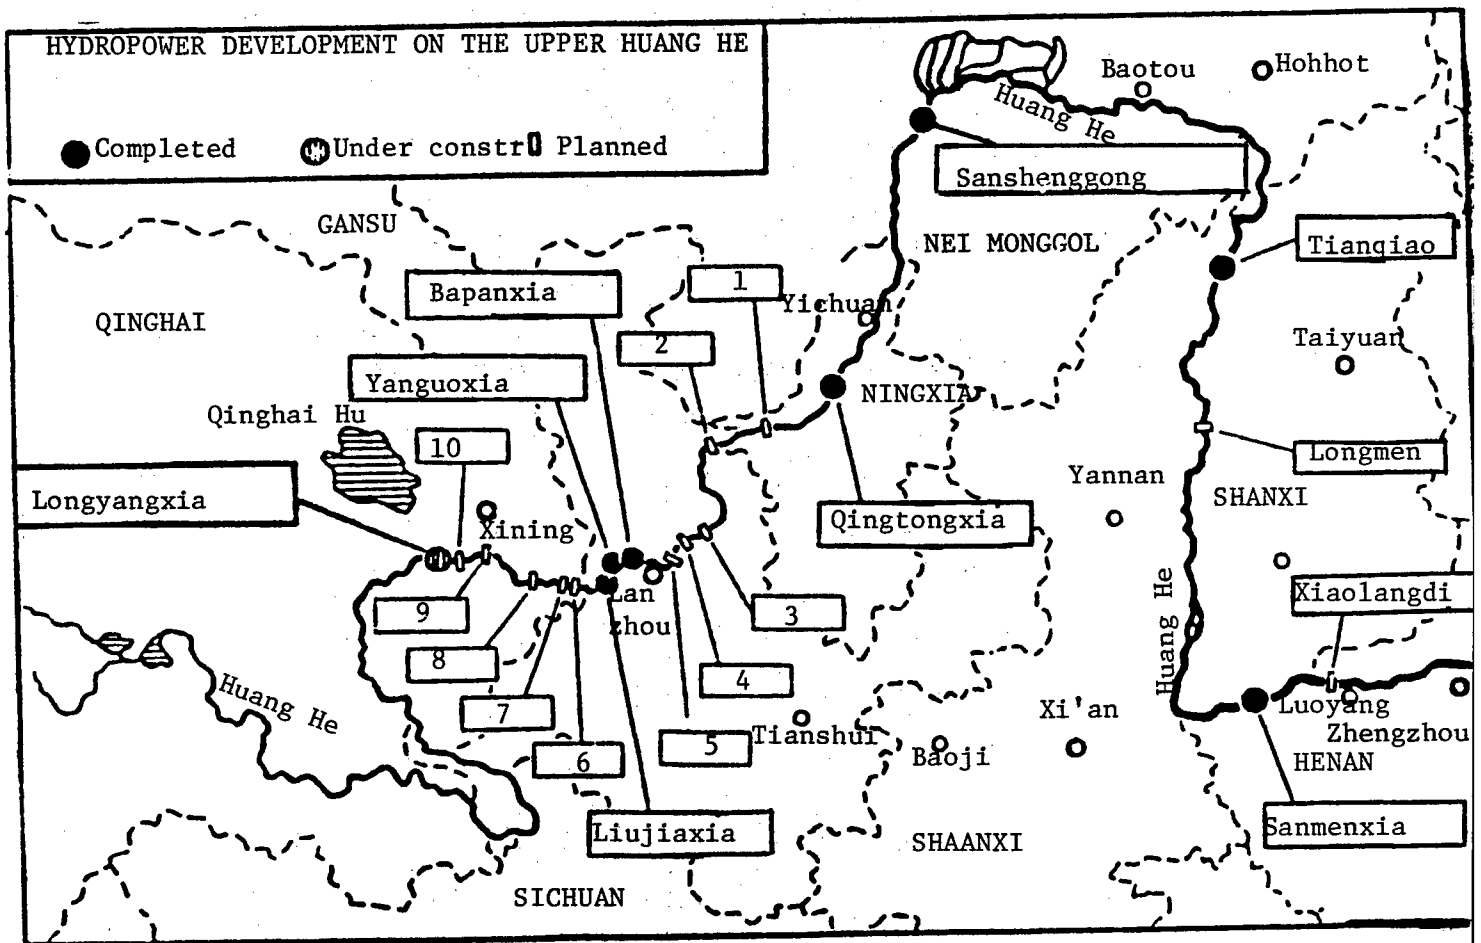 HYDROPOWER DEVELOPMENT ON THE UPPER HUANG HE
Completed
Under constr
Planned
Baotou
Hohhot
Huang He
Sanshenggong
GANSU
NEI MONGGOL
Tianqiao
Bapanxia
1
Yichuan
QINGHAI
2
Taiyuan
Yanguoxia
NINGXIA
Qinghai Hu
10
Longmen
Yannan
SHANXI
Longyangxia
Qingtongxia
Xining
Lan
zhou
9
3
Huang He
Xiaolangdi
8
4
Huang He
7
5
6
Tianshui
Baoji
Xi'an
Luoyang
Zhengzhou
HENAN
Liujiaxia
Sanmenxia
SHAANXI
SICHUAN